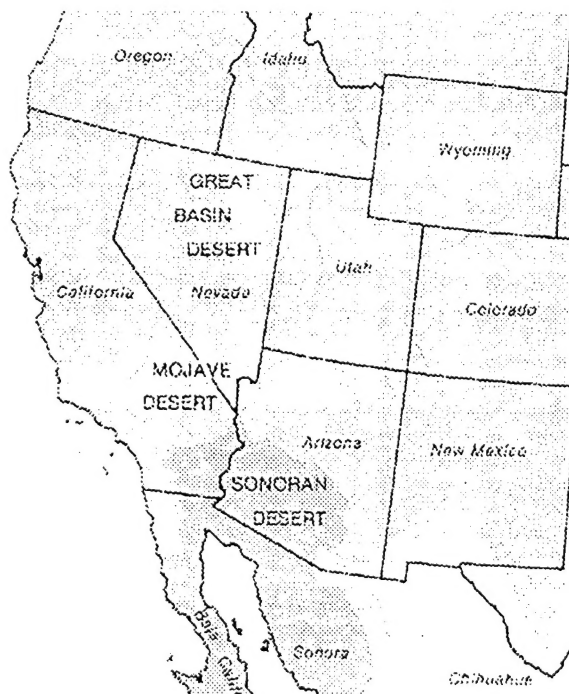 Oregon
Idaho
Wyoming
GREAT
BASIN
DESERT
Utah
California
Nevada
Colorado
MOJAVE
DESERT
Arizona
New Mexico
SONORAN
DESERT
Baja
Sonora
Chihuahua